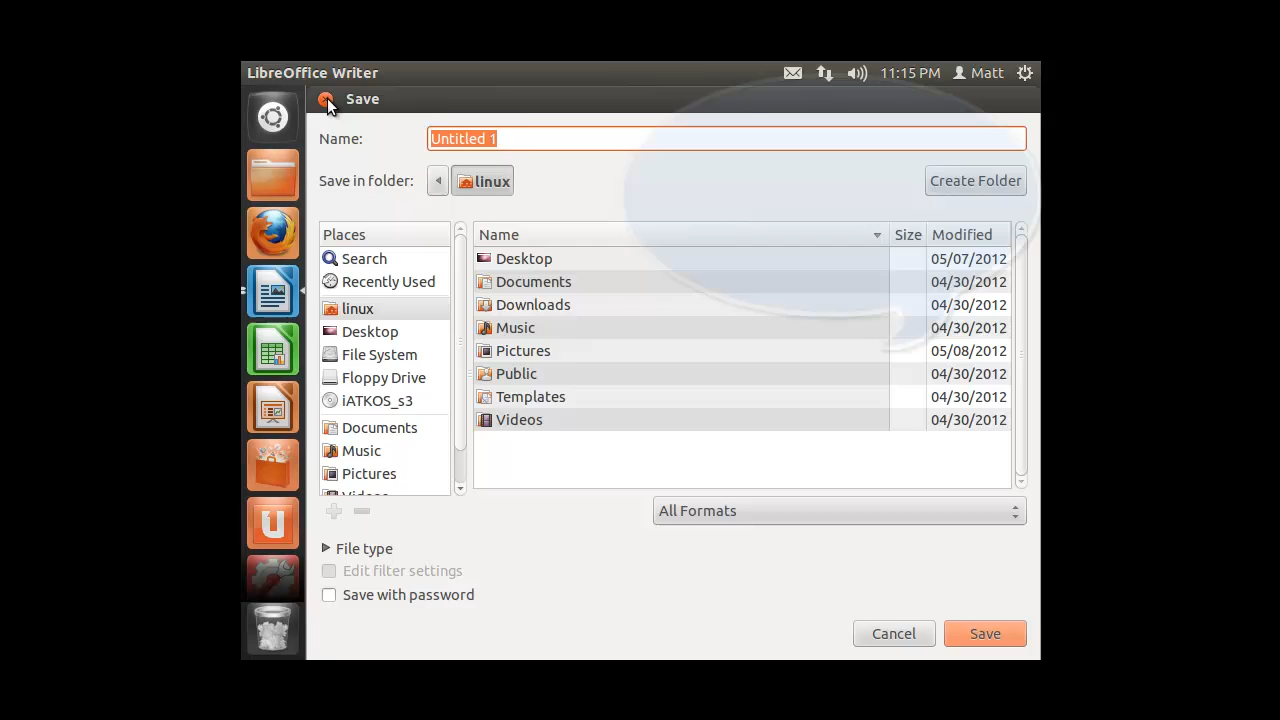 LibreOffice Writer 11:15 PM Matt
Save
Name: Untitled 1
Save in folder: linux Create Folder
Places Name Size Modified
Search Desktop 05/07/2012
Recently Used Documents 04/30/2012
linux Downloads 04/30/2012
Desktop Music 04/30/2012
File System Pictures 05/08/2012
Floppy Drive Public 04/30/2012
iATKOS_s3 Templates 04/30/2012
Documents Videos 04/30/2012
Music
Pictures
Videos
All Formats
File type
Edit filter settings
Save with password
Cancel Save